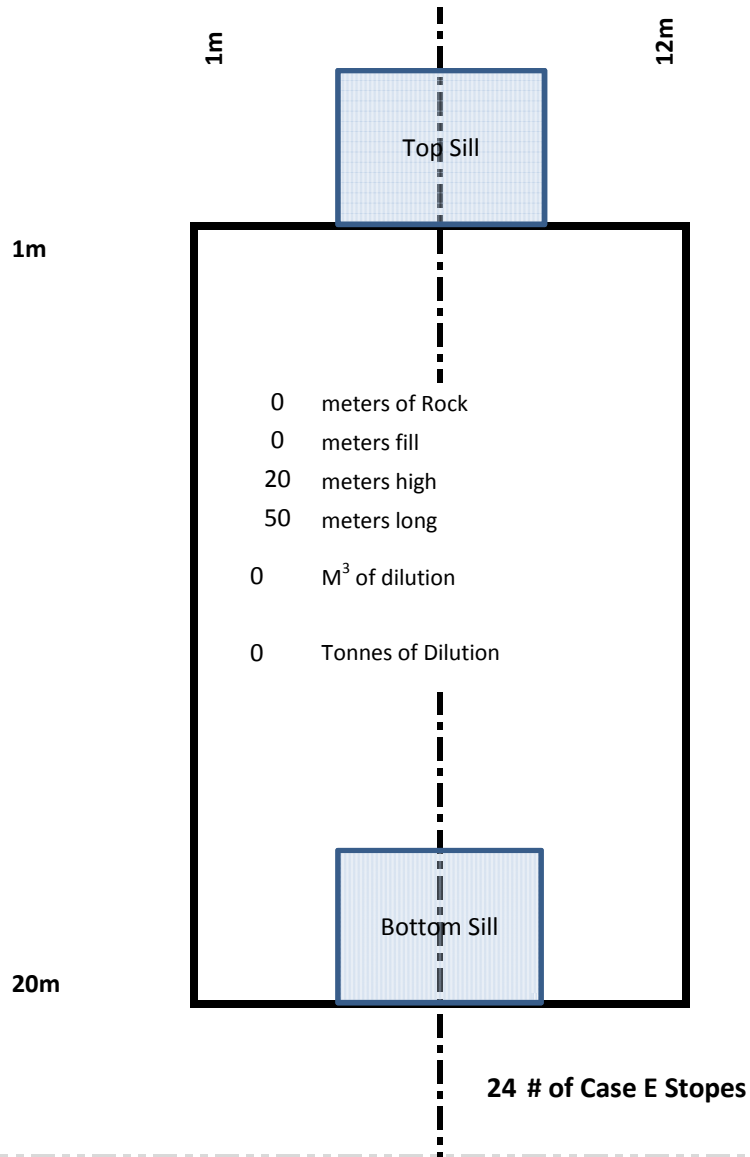 1m 12m
Top Sill
1m
0 meters of Rock
0 meters fill
20 meters high
50 meters long
0 M³ of dilution
0 Tonnes of Dilution
Bottom Sill
20m
24 # of Case E Stopes